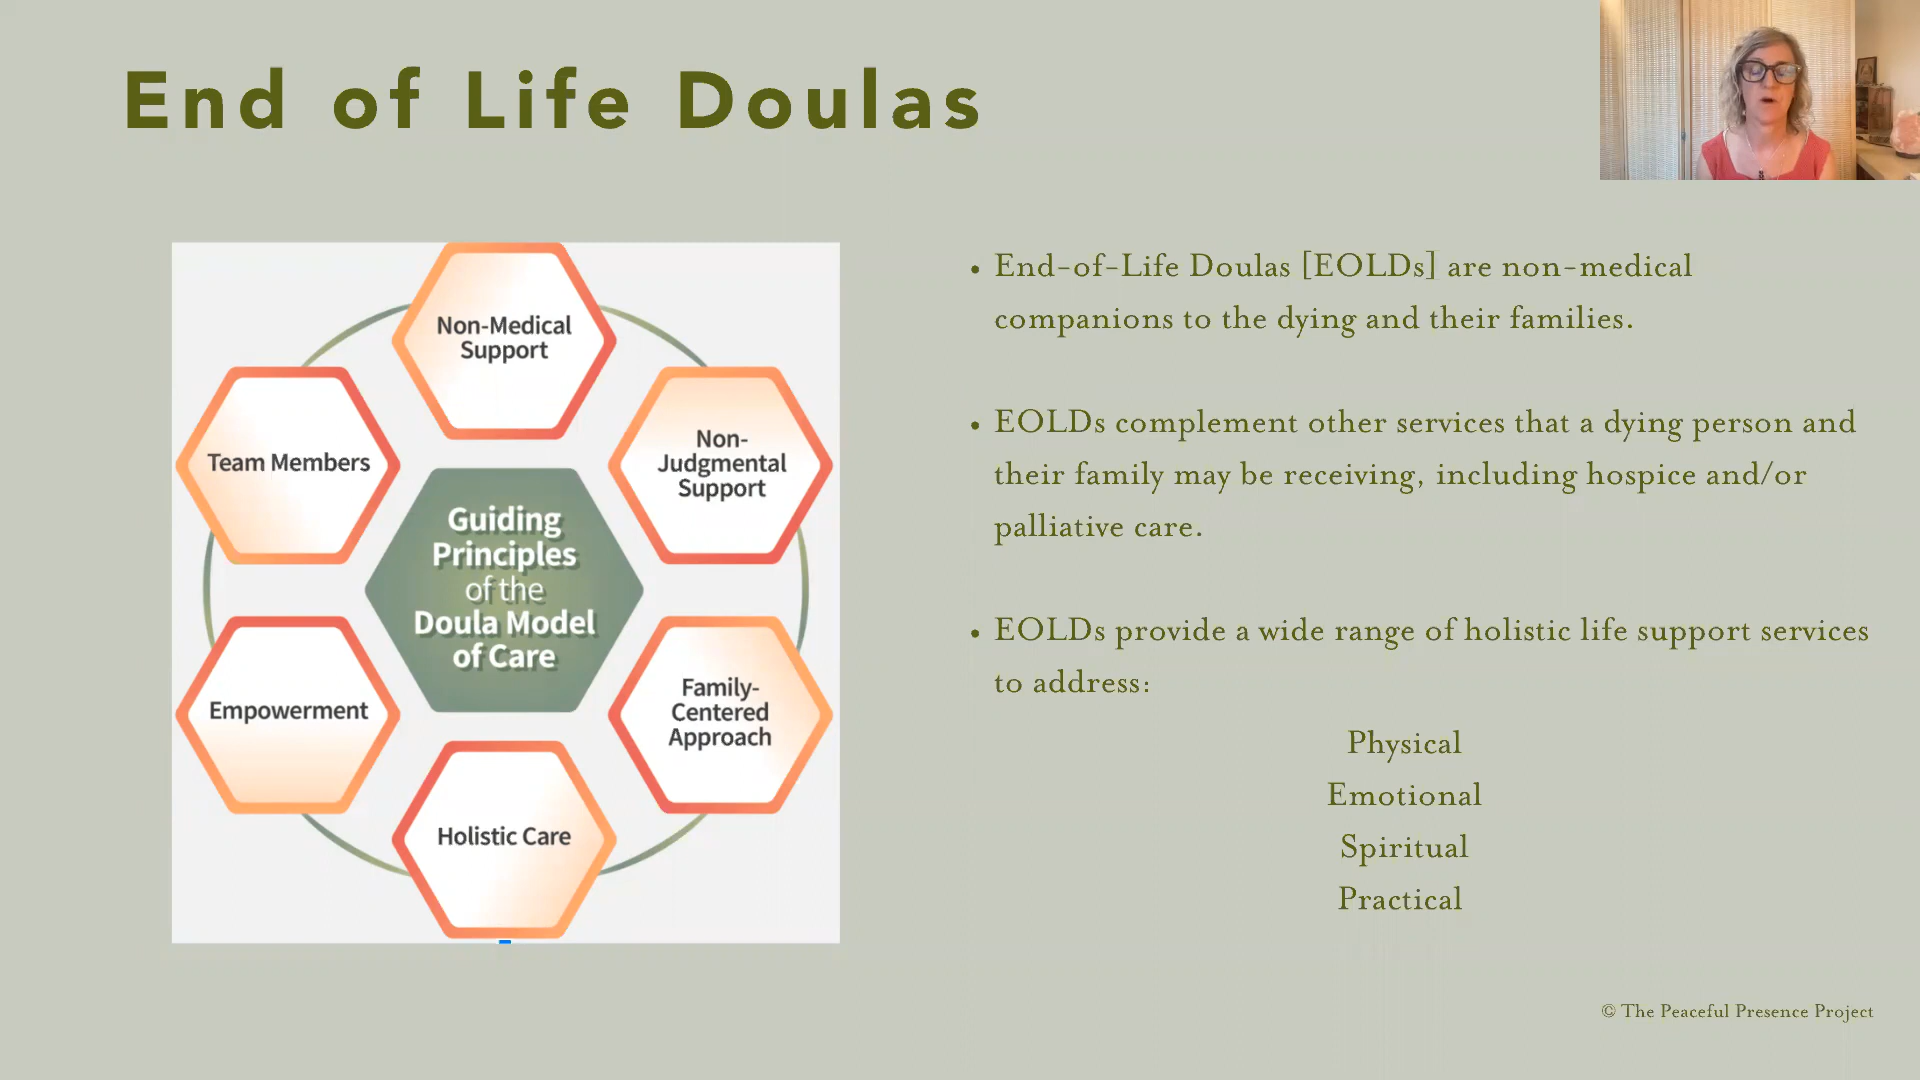 End of Life Doulas
Non-Medical
Support
Non-
Judgmental
Support
Family-
Centered
Approach
Holistic Care
Empowerment
Team Members
Guiding
Principles
of the
Doula Model
of Care
• End-of-Life Doulas [EOLDs] are non-medical
companions to the dying and their families.
• EOLDs complement other services that a dying person and
their family may be receiving, including hospice and/or
palliative care.
• EOLDs provide a wide range of holistic life support services
to address:
Physical
Emotional
Spiritual
Practical
© The Peaceful Presence Project